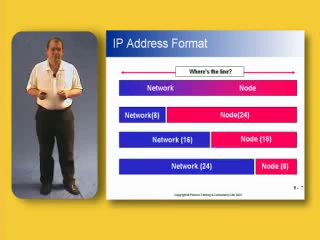 IP Address Format
Where's the line?
Network Node
Network(8) Node(24)
Network (16) Node (16)
Network (24) Node (8)